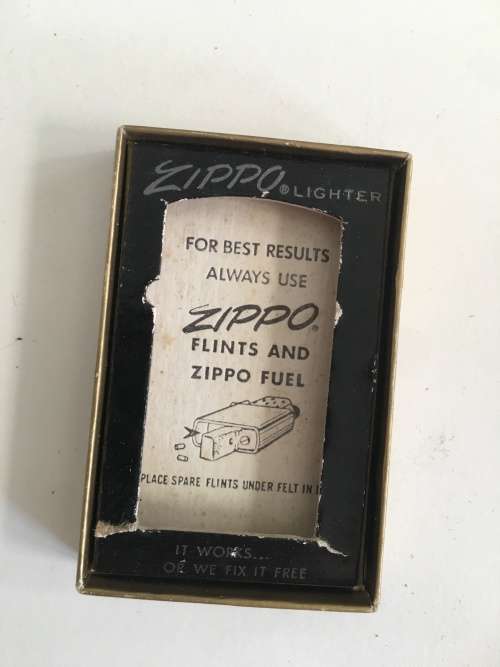 ZIPPO® LIGHTER
FOR BEST RESULTS
ALWAYS USE
ZIPPO®
FLINTS AND
ZIPPO FUEL
PLACE SPARE FLINTS UNDER FELT IN
IT WORKS...
OR WE FIX IT FREE